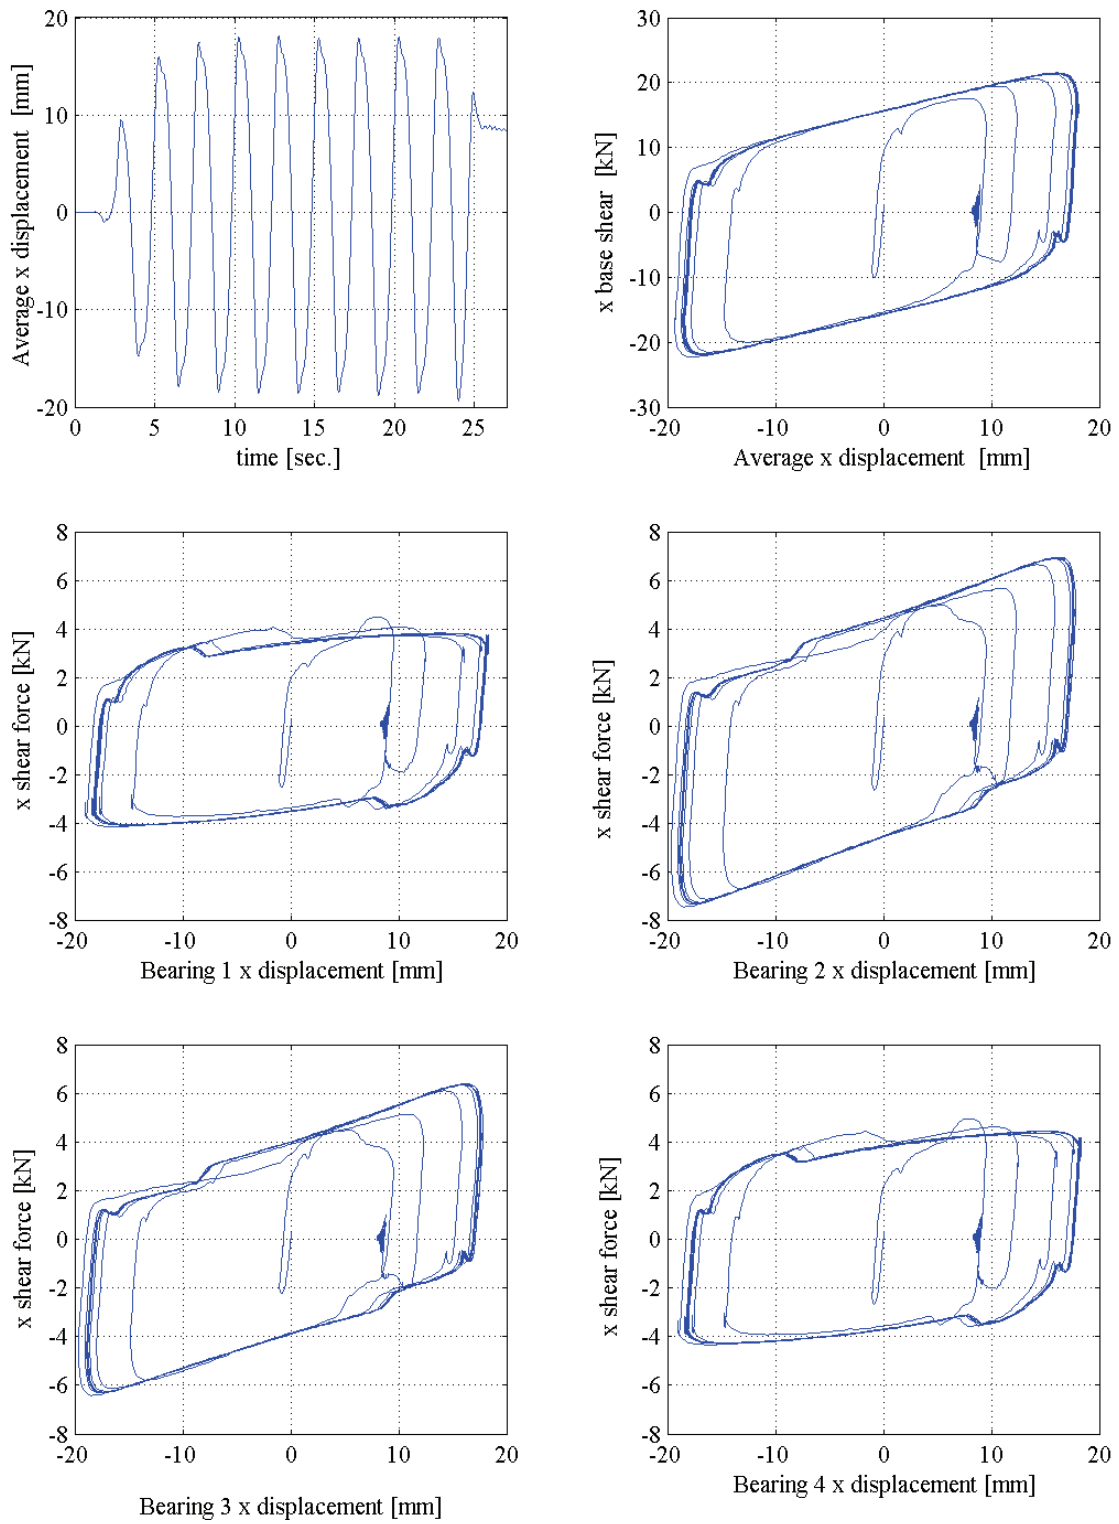 20
10
0
-10
-20
0 5 10 15 20 25
Average x displacement [mm]
time [sec.]
30
20
10
0
-10
-20
-30
-20 -10 0 10 20
x base shear [kN]
Average x displacement [mm]
8
6
4
2
0
-2
-4
-6
-8
-20 -10 0 10 20
x shear force [kN]
Bearing 1 x displacement [mm]
8
6
4
2
0
-2
-4
-6
-8
-20 -10 0 10 20
x shear force [kN]
Bearing 2 x displacement [mm]
8
6
4
2
0
-2
-4
-6
-8
-20 -10 0 10 20
x shear force [kN]
Bearing 3 x displacement [mm]
8
6
4
2
0
-2
-4
-6
-8
-20 -10 0 10 20
x shear force [kN]
Bearing 4 x displacement [mm]